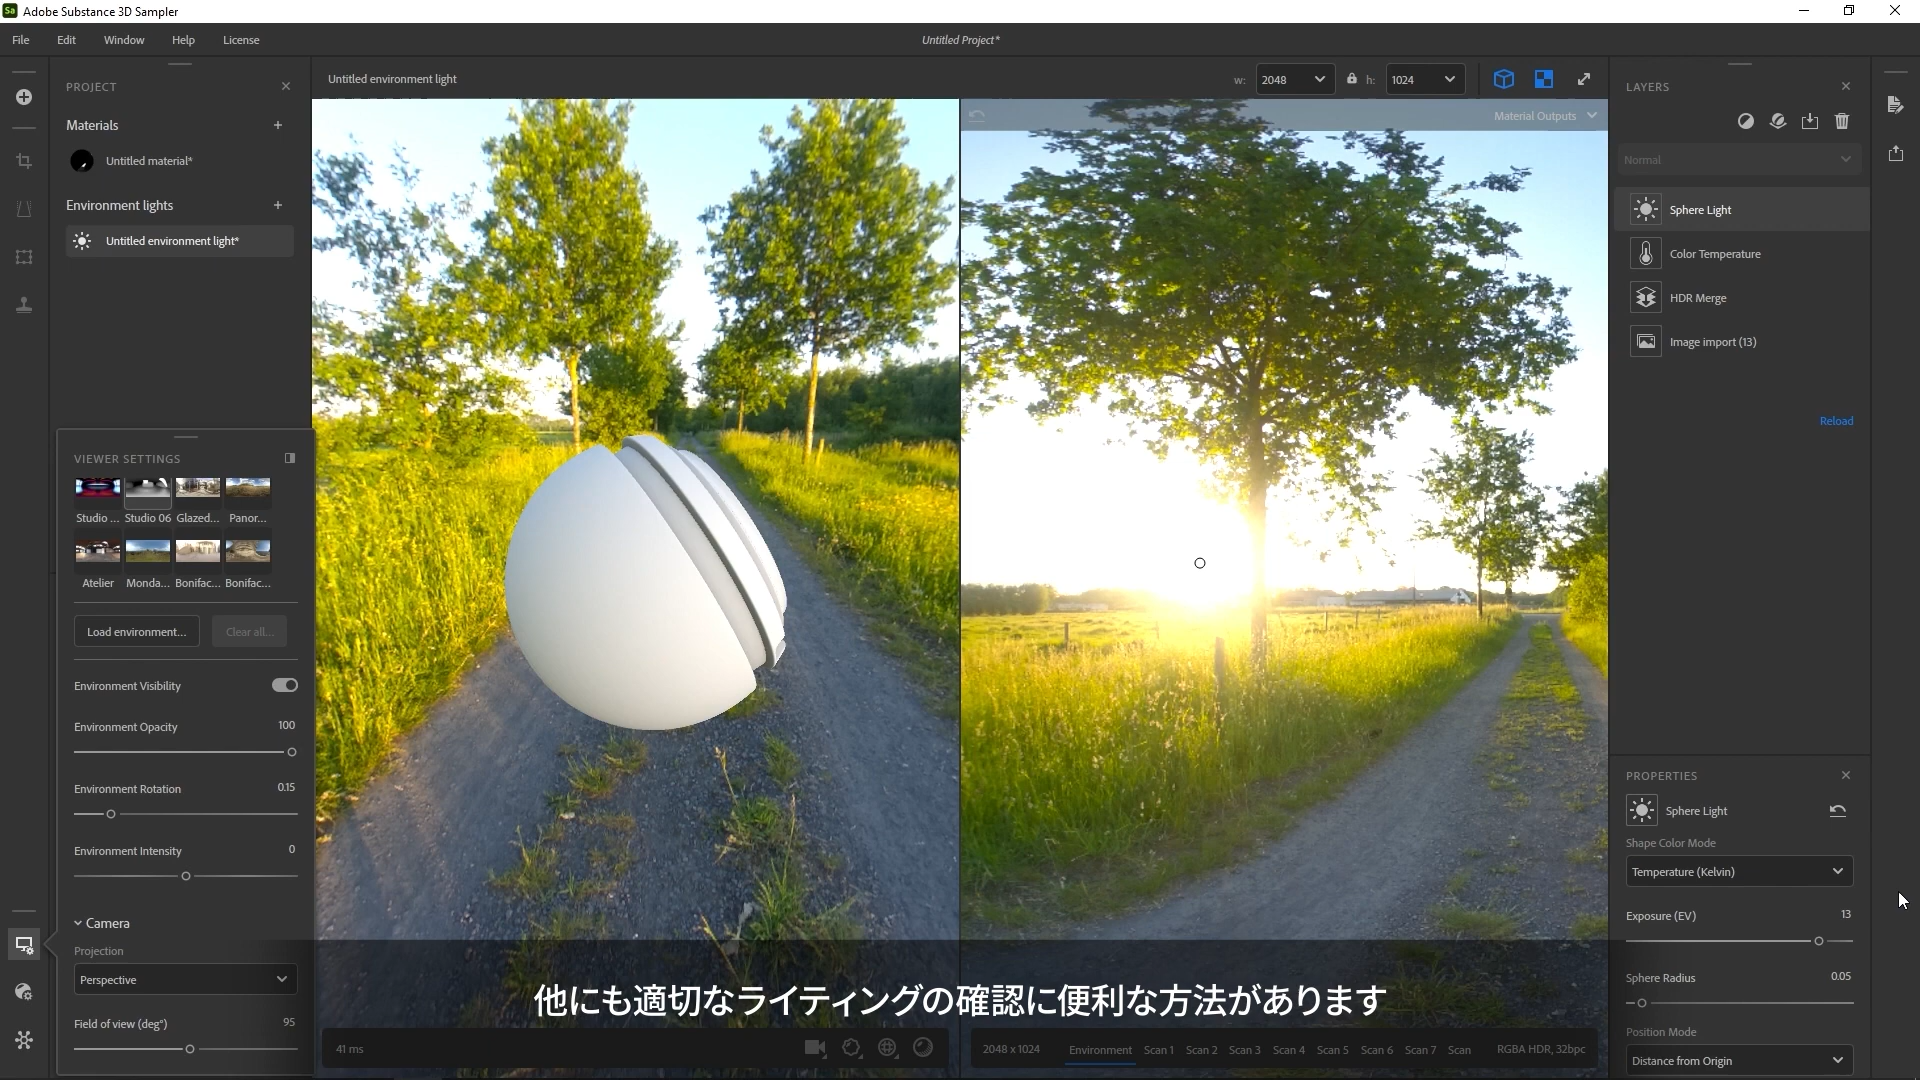 Adobe Substance 3D Sampler
File Edit Window Help License
Untitled Project*
PROJECT
Materials
Untitled material*
Environment lights
Untitled environment light*
Untitled environment light
w: 2048 h: 1024
Material Outputs
VIEWER SETTINGS
Studio ... Studio 06 Glazed... Panor...
Atelier Monda... Bonifac... Bonifac...
Load environment... Clear all...
Environment Visibility
Environment Opacity 100
Environment Rotation 0.15
Environment Intensity 0
Camera
Projection
Perspective
Field of view (deg°) 95
他にも適切なライティングの確認に便利な方法があります
41 ms
2048 x 1024 Environment Scan 1 Scan 2 Scan 3 Scan 4 Scan 5 Scan 6 Scan 7 Scan RGBA HDR, 32bpc
LAYERS
Normal
Sphere Light
Color Temperature
HDR Merge
Image import (13)
Reload
PROPERTIES
Sphere Light
Shape Color Mode
Temperature (Kelvin)
Exposure (EV) 13
Sphere Radius 0.05
Position Mode
Distance from Origin